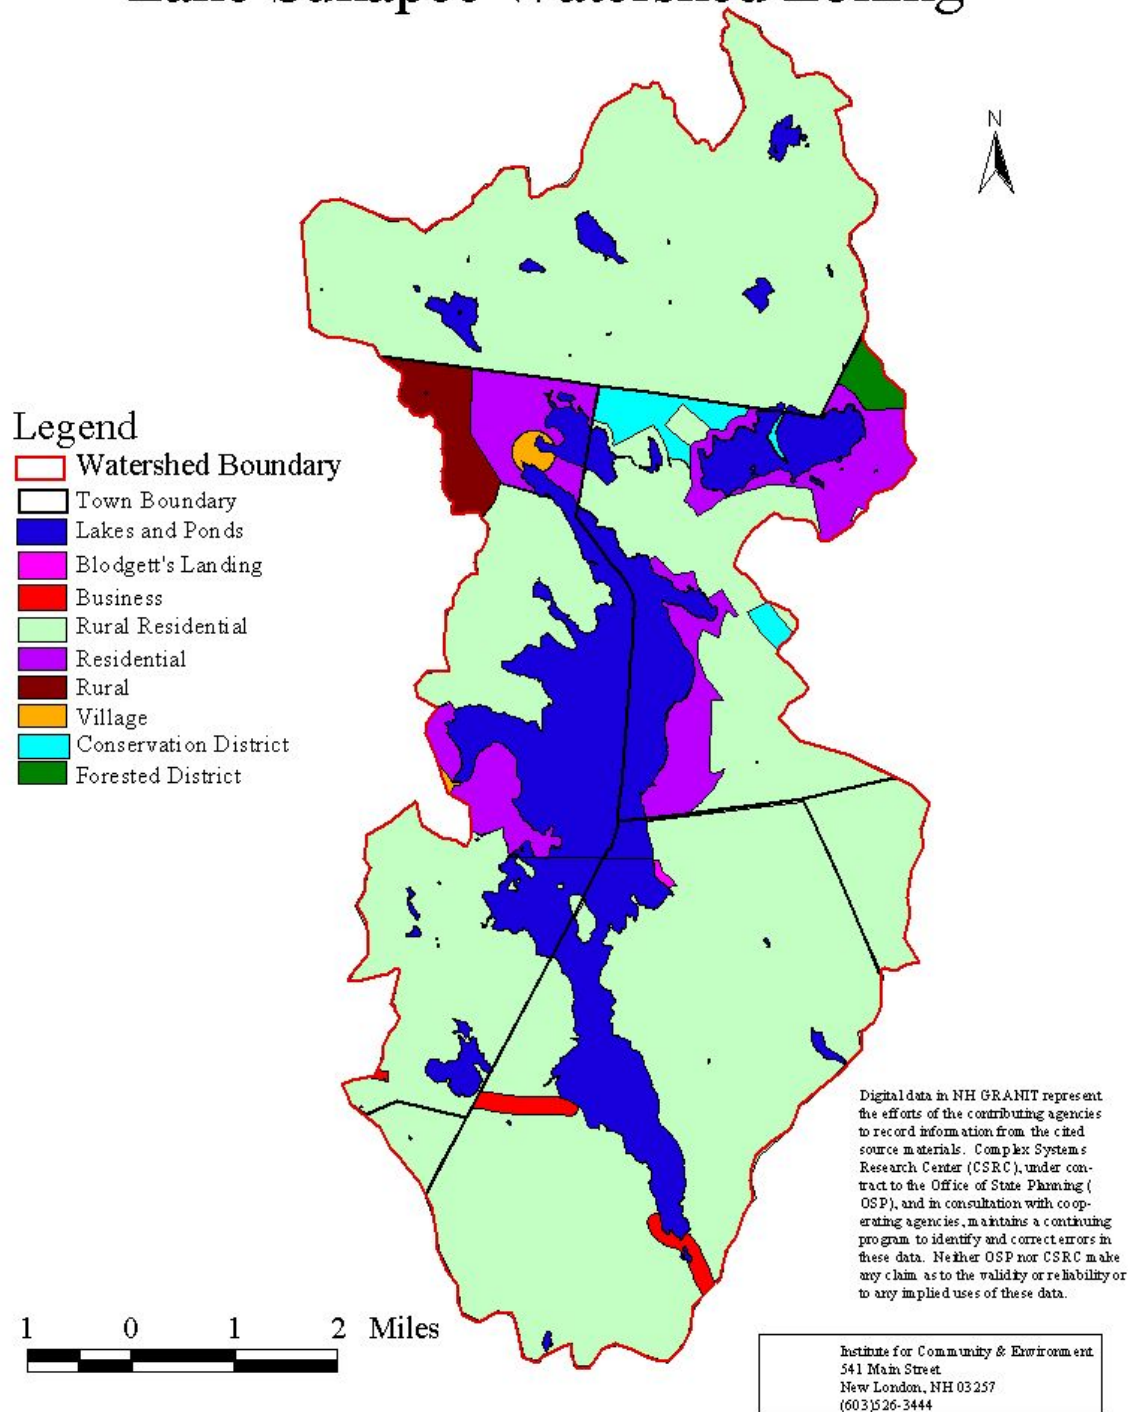 Lake Sunapee Watershed Zoning
N
Legend
Watershed Boundary
Town Boundary
Lakes and Ponds
Blodgett's Landing
Business
Rural Residential
Residential
Rural
Village
Conservation District
Forested District
Digital data in NH GRANIT represent
the efforts of the contributing agencies
to record information from the cited
source materials. Complex Systems
Research Center (CSRC), under con-
tract to the Office of State Planning (
OSP), and in consultation with coop-
erating agencies, maintains a continuing
program to identify and correct errors in
these data. Neither OSP nor CSRC make
any claim as to the validity or reliability or
to any implied uses of these data.
1 0 1 2 Miles
Institute for Community & Environment
541 Main Street
New London, NH 03257
(603)526-3444